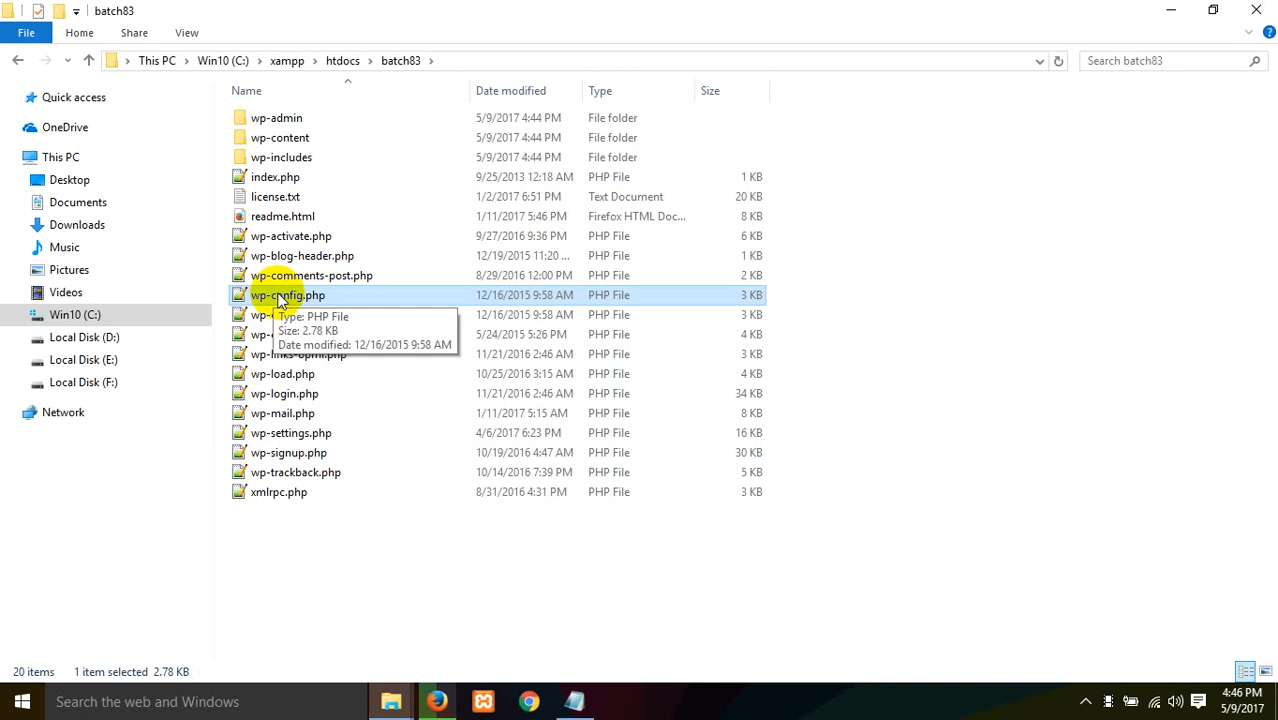 batch83
File Home Share View
This PC Win10 (C:) xampp htdocs batch83
Search batch83
Name Date modified Type Size
Quick access
OneDrive
This PC
Desktop
Documents
Downloads
Music
Pictures
Videos
Win10 (C:)
Local Disk (D:)
Local Disk (E:)
Local Disk (F:)
Network
wp-admin 5/9/2017 4:44 PM File folder
wp-content 5/9/2017 4:44 PM File folder
wp-includes 5/9/2017 4:44 PM File folder
index.php 9/25/2013 12:18 AM PHP File 1 KB
license.txt 1/2/2017 6:51 PM Text Document 20 KB
readme.html 1/11/2017 5:46 PM Firefox HTML Doc... 8 KB
wp-activate.php 9/27/2016 9:36 PM PHP File 6 KB
wp-blog-header.php 12/19/2015 11:20 ... PHP File 1 KB
wp-comments-post.php 8/29/2016 12:00 PM PHP File 2 KB
wp-config.php 12/16/2015 9:58 AM PHP File 3 KB
12/16/2015 9:58 AM PHP File 3 KB
5/24/2015 5:26 PM PHP File 4 KB
wp-links-opml.php 11/21/2016 2:46 AM PHP File 3 KB
wp-load.php 10/25/2016 3:15 AM PHP File 4 KB
wp-login.php 11/21/2016 2:46 AM PHP File 34 KB
wp-mail.php 1/11/2017 5:15 AM PHP File 8 KB
wp-settings.php 4/6/2017 6:23 PM PHP File 16 KB
wp-signup.php 10/19/2016 4:47 AM PHP File 30 KB
wp-trackback.php 10/14/2016 7:39 PM PHP File 5 KB
xmlrpc.php 8/31/2016 4:31 PM PHP File 3 KB
Type: PHP File
Size: 2.78 KB
Date modified: 12/16/2015 9:58 AM
20 items 1 item selected 2.78 KB
Search the web and Windows
4:46 PM
5/9/2017